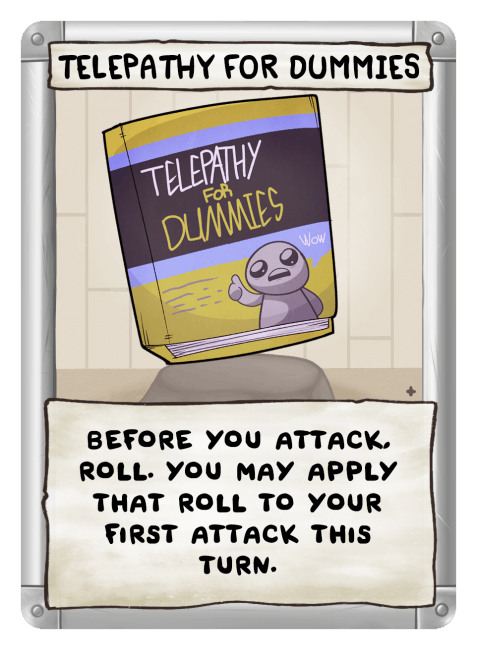 TELEPATHY FOR DUMMIES
TELEPATHY
FOR
DUMMIES
WOW
BEFORE YOU ATTACK,
ROLL. YOU MAY APPLY
THAT ROLL TO YOUR
FIRST ATTACK THIS
TURN.